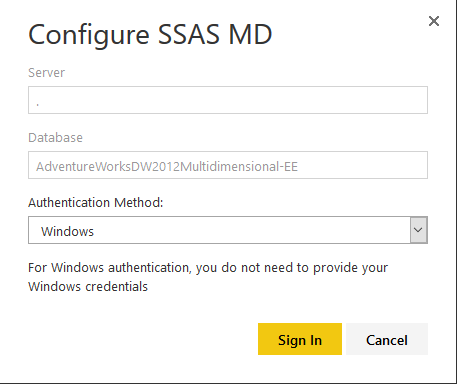 Configure SSAS MD
Server
.
Database
AdventureWorksDW2012Multidimensional-EE
Authentication Method:
Windows
For Windows authentication, you do not need to provide your
Windows credentials
Sign In
Cancel